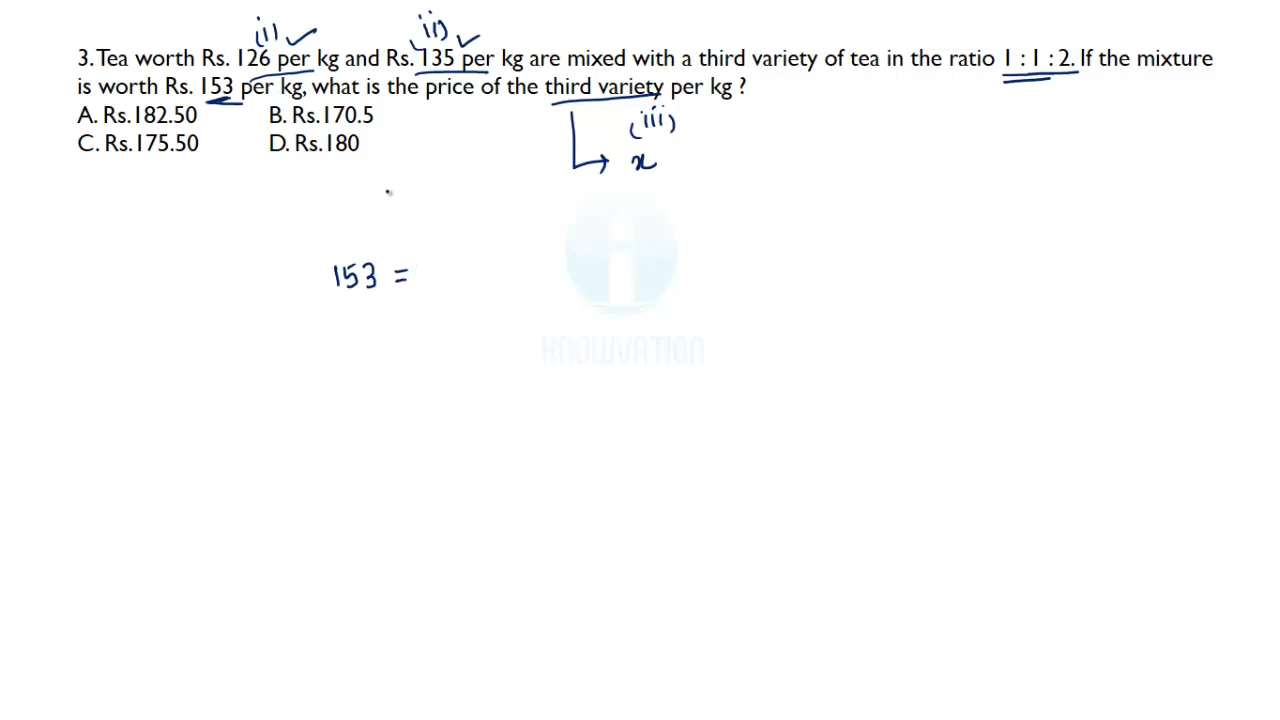 (i)
(ii)
3. Tea worth Rs. 126 per kg and Rs. 135 per kg are mixed with a third variety of tea in the ratio 1 : 1 : 2. If the mixture
is worth Rs. 153 per kg, what is the price of the third variety per kg ?
A. Rs.182.50 B. Rs.170.5
(iii)
C. Rs.175.50 D. Rs.180
x
153 =
KNOWVATION